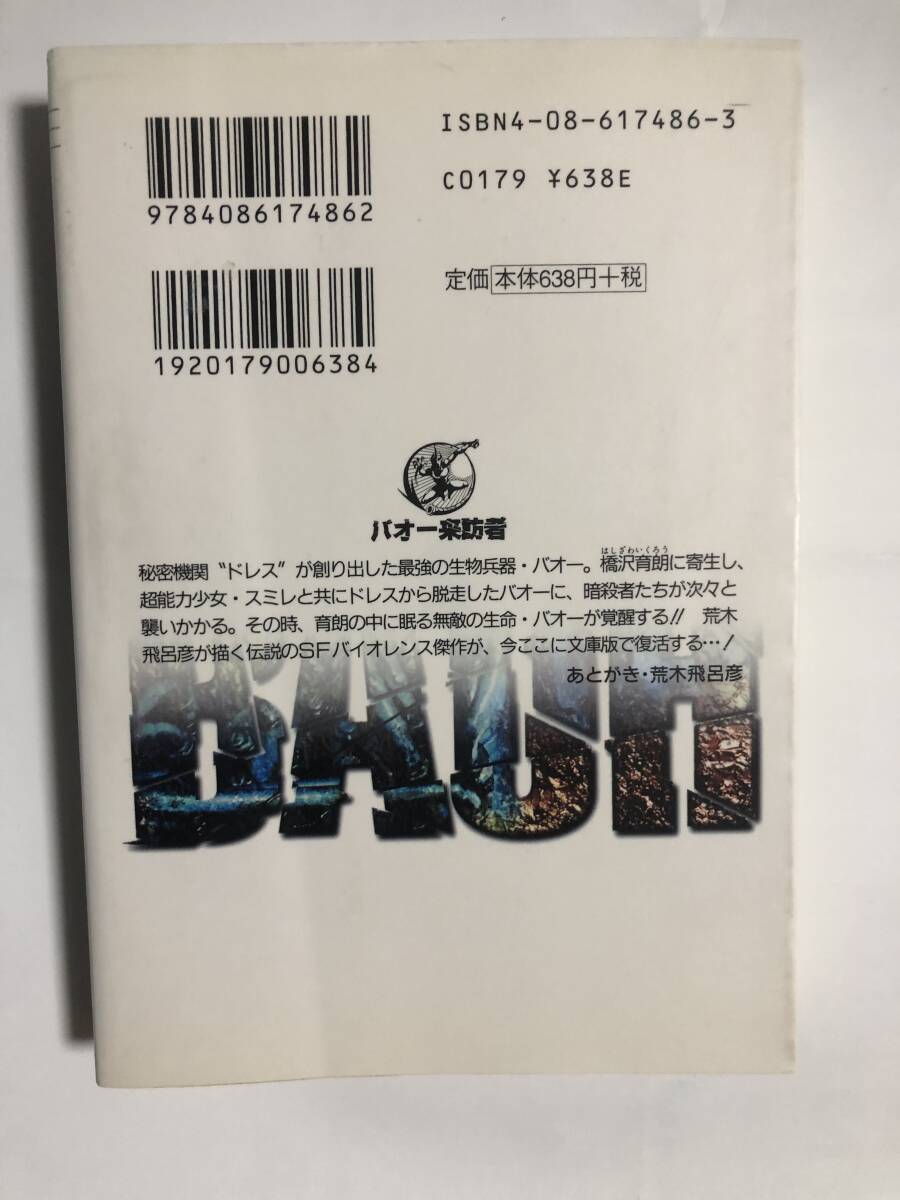 ISBN4-08-617486-3
9784086174862
C0179 ¥638E
定価 本体638円+税
1920179006384
バオー来訪者
はしざわいくろう
秘密機関〝ドレス〟が創り出した最強の生物兵器・バオー。橋沢育朗に寄生し、
超能力少女・スミレと共にドレスから脱走したバオーに、暗殺者たちが次々と
襲いかかる。その時、育朗の中に眠る無敵の生命・バオーが覚醒する!! 荒木
飛呂彦が描く伝説のSFバイオレンス傑作が、今ここに文庫版で復活する…!
あとがき・荒木飛呂彦
BAOH